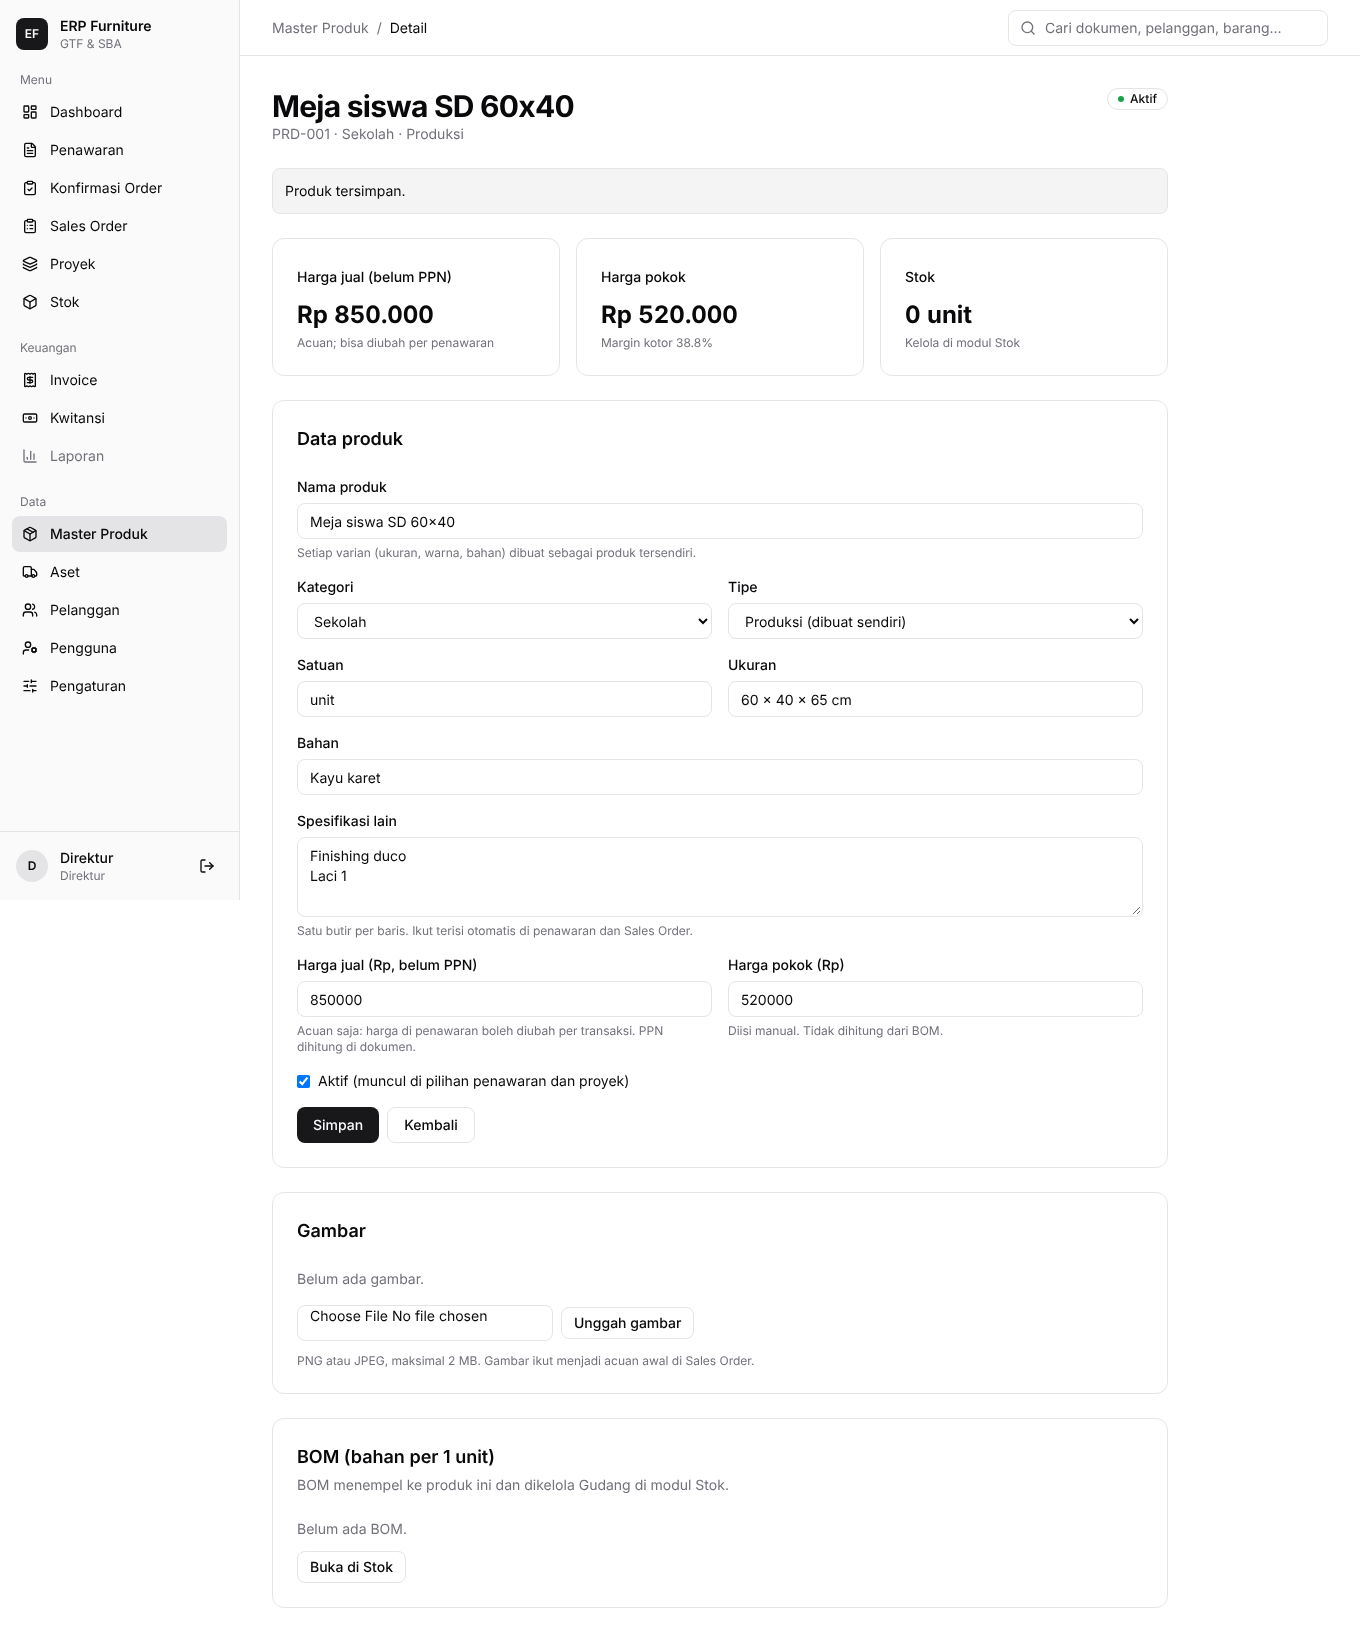 EF
ERP Furniture
GTF & SBA
Menu
Dashboard
Penawaran
Konfirmasi Order
Sales Order
Proyek
Stok
Keuangan
Invoice
Kwitansi
Laporan
Data
Master Produk
Aset
Pelanggan
Pengguna
Pengaturan
D
Direktur
Direktur
Master Produk / Detail
Cari dokumen, pelanggan, barang...
Meja siswa SD 60x40
Aktif
PRD-001 · Sekolah · Produksi
Produk tersimpan.
Harga jual (belum PPN)
Rp 850.000
Acuan; bisa diubah per penawaran
Harga pokok
Rp 520.000
Margin kotor 38.8%
Stok
0 unit
Kelola di modul Stok
Data produk
Nama produk
Meja siswa SD 60×40
Setiap varian (ukuran, warna, bahan) dibuat sebagai produk tersendiri.
Kategori
Sekolah
Tipe
Produksi (dibuat sendiri)
Satuan
unit
Ukuran
60 × 40 × 65 cm
Bahan
Kayu karet
Spesifikasi lain
Finishing duco
Laci 1
Satu butir per baris. Ikut terisi otomatis di penawaran dan Sales Order.
Harga jual (Rp, belum PPN)
850000
Acuan saja: harga di penawaran boleh diubah per transaksi. PPN
dihitung di dokumen.
Harga pokok (Rp)
520000
Diisi manual. Tidak dihitung dari BOM.
Aktif (muncul di pilihan penawaran dan proyek)
Simpan
Kembali
Gambar
Belum ada gambar.
Choose File No file chosen
Unggah gambar
PNG atau JPEG, maksimal 2 MB. Gambar ikut menjadi acuan awal di Sales Order.
BOM (bahan per 1 unit)
BOM menempel ke produk ini dan dikelola Gudang di modul Stok.
Belum ada BOM.
Buka di Stok